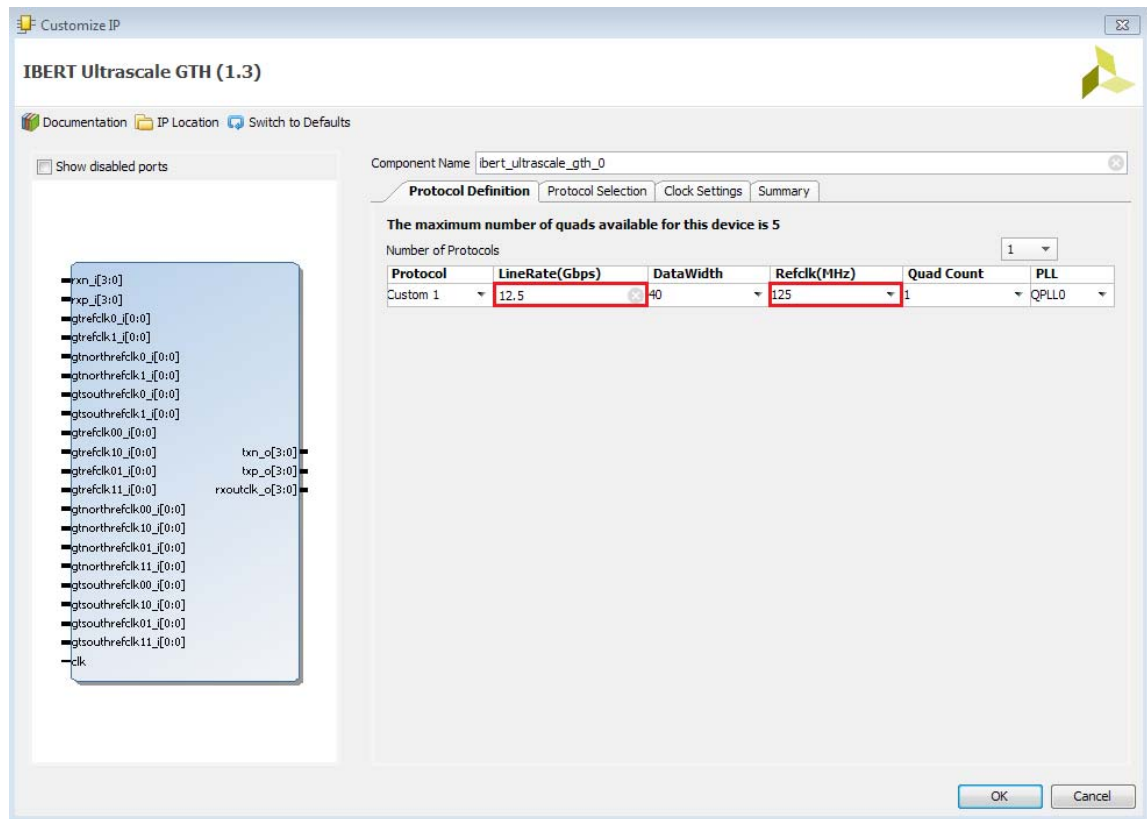 Customize IP
IBERT Ultrascale GTH (1.3)
Documentation IP Location Switch to Defaults
Show disabled ports
rxn_i[3:0]
rxp_i[3:0]
gtrefclk0_i[0:0]
gtrefclk1_i[0:0]
gtnorthrefclk0_i[0:0]
gtnorthrefclk1_i[0:0]
gtsouthrefclk0_i[0:0]
gtsouthrefclk1_i[0:0]
gtrefclk00_i[0:0]
gtrefclk10_i[0:0] txn_o[3:0]
gtrefclk01_i[0:0] txp_o[3:0]
gtrefclk11_i[0:0] rxoutclk_o[3:0]
gtnorthrefclk00_i[0:0]
gtnorthrefclk10_i[0:0]
gtnorthrefclk01_i[0:0]
gtnorthrefclk11_i[0:0]
gtsouthrefclk00_i[0:0]
gtsouthrefclk10_i[0:0]
gtsouthrefclk01_i[0:0]
gtsouthrefclk11_i[0:0]
clk
Component Name ibert_ultrascale_gth_0
Protocol Definition Protocol Selection Clock Settings Summary
The maximum number of quads available for this device is 5
Number of Protocols 1
Protocol LineRate(Gbps) DataWidth Refclk(MHz) Quad Count PLL
Custom 1 12.5 40 125 1 QPLL0
OK Cancel